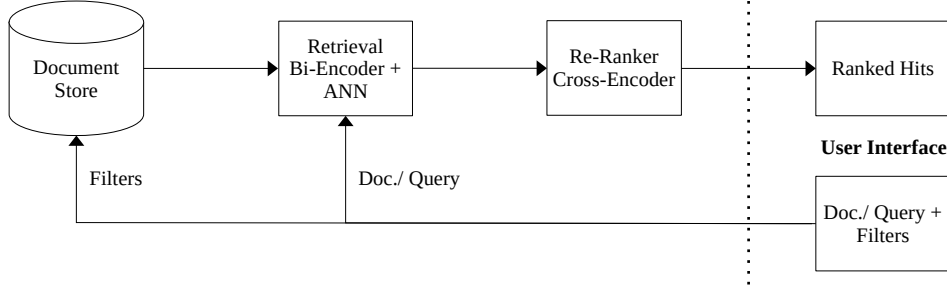 Document
Store
Retrieval
Bi-Encoder +
ANN
Re-Ranker
Cross-Encoder
Ranked Hits
User Interface
Filters
Doc./ Query
Doc./ Query +
Filters